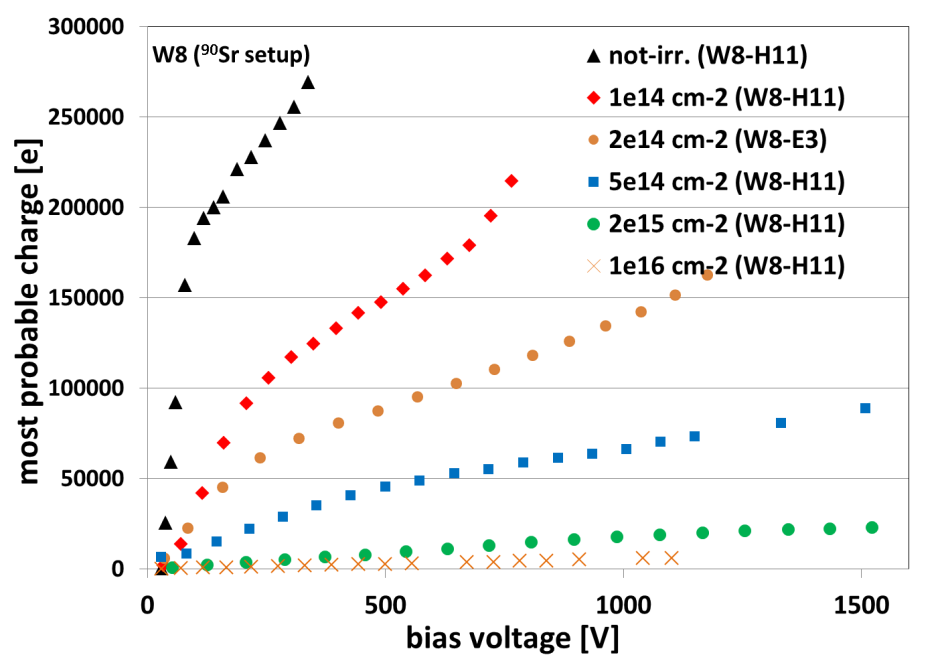 W8 (⁹⁰Sr setup)
not-irr. (W8-H11)
1e14 cm-2 (W8-H11)
2e14 cm-2 (W8-E3)
5e14 cm-2 (W8-H11)
2e15 cm-2 (W8-H11)
1e16 cm-2 (W8-H11)
most probable charge [e]
300000
250000
200000
150000
100000
50000
0
0 500 1000 1500
bias voltage [V]